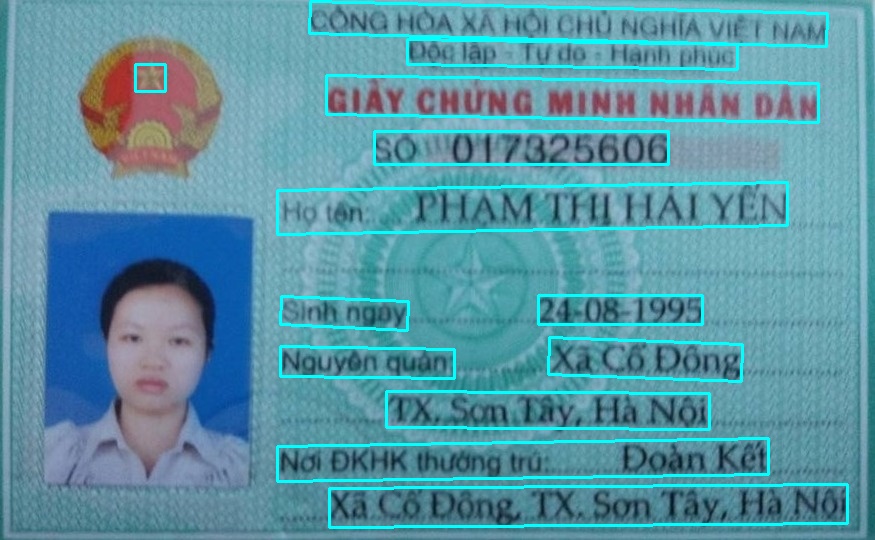 CỘNG HÒA XÃ HỘI CHỦ NGHĨA VIỆT NAM
Độc lập - Tự do - Hạnh phúc
GIẤY CHỨNG MINH NHÂN DÂN
SỐ 017325606
Họ tên: PHẠM THỊ HẢI YẾN
Sinh ngày 24-08-1995
Nguyên quán Xã Cổ Đông
TX. Sơn Tây, Hà Nội
Nơi ĐKHK thường trú: Đoàn Kết
Xã Cổ Đông, TX. Sơn Tây, Hà Nội
VIỆT NAM